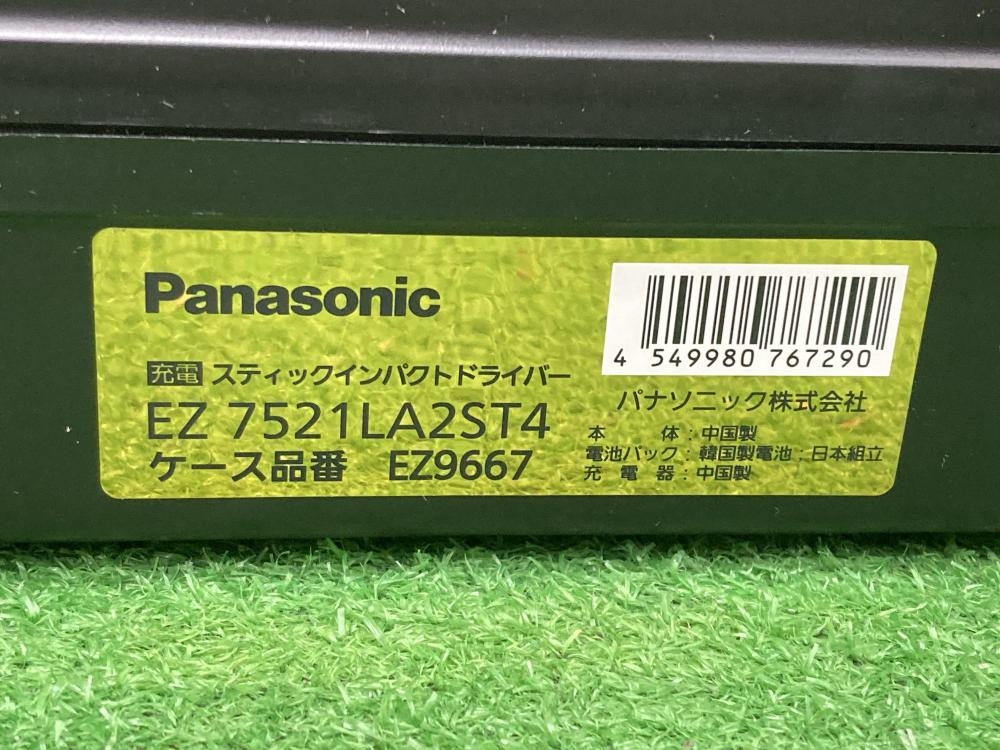 Panasonic
充電 スティックインパクトドライバー
EZ 7521LA2ST4
ケース品番 EZ9667
4 549980 767290
パナソニック株式会社
本体:中国製
電池パック:韓国製電池;日本組立
充電器:中国製